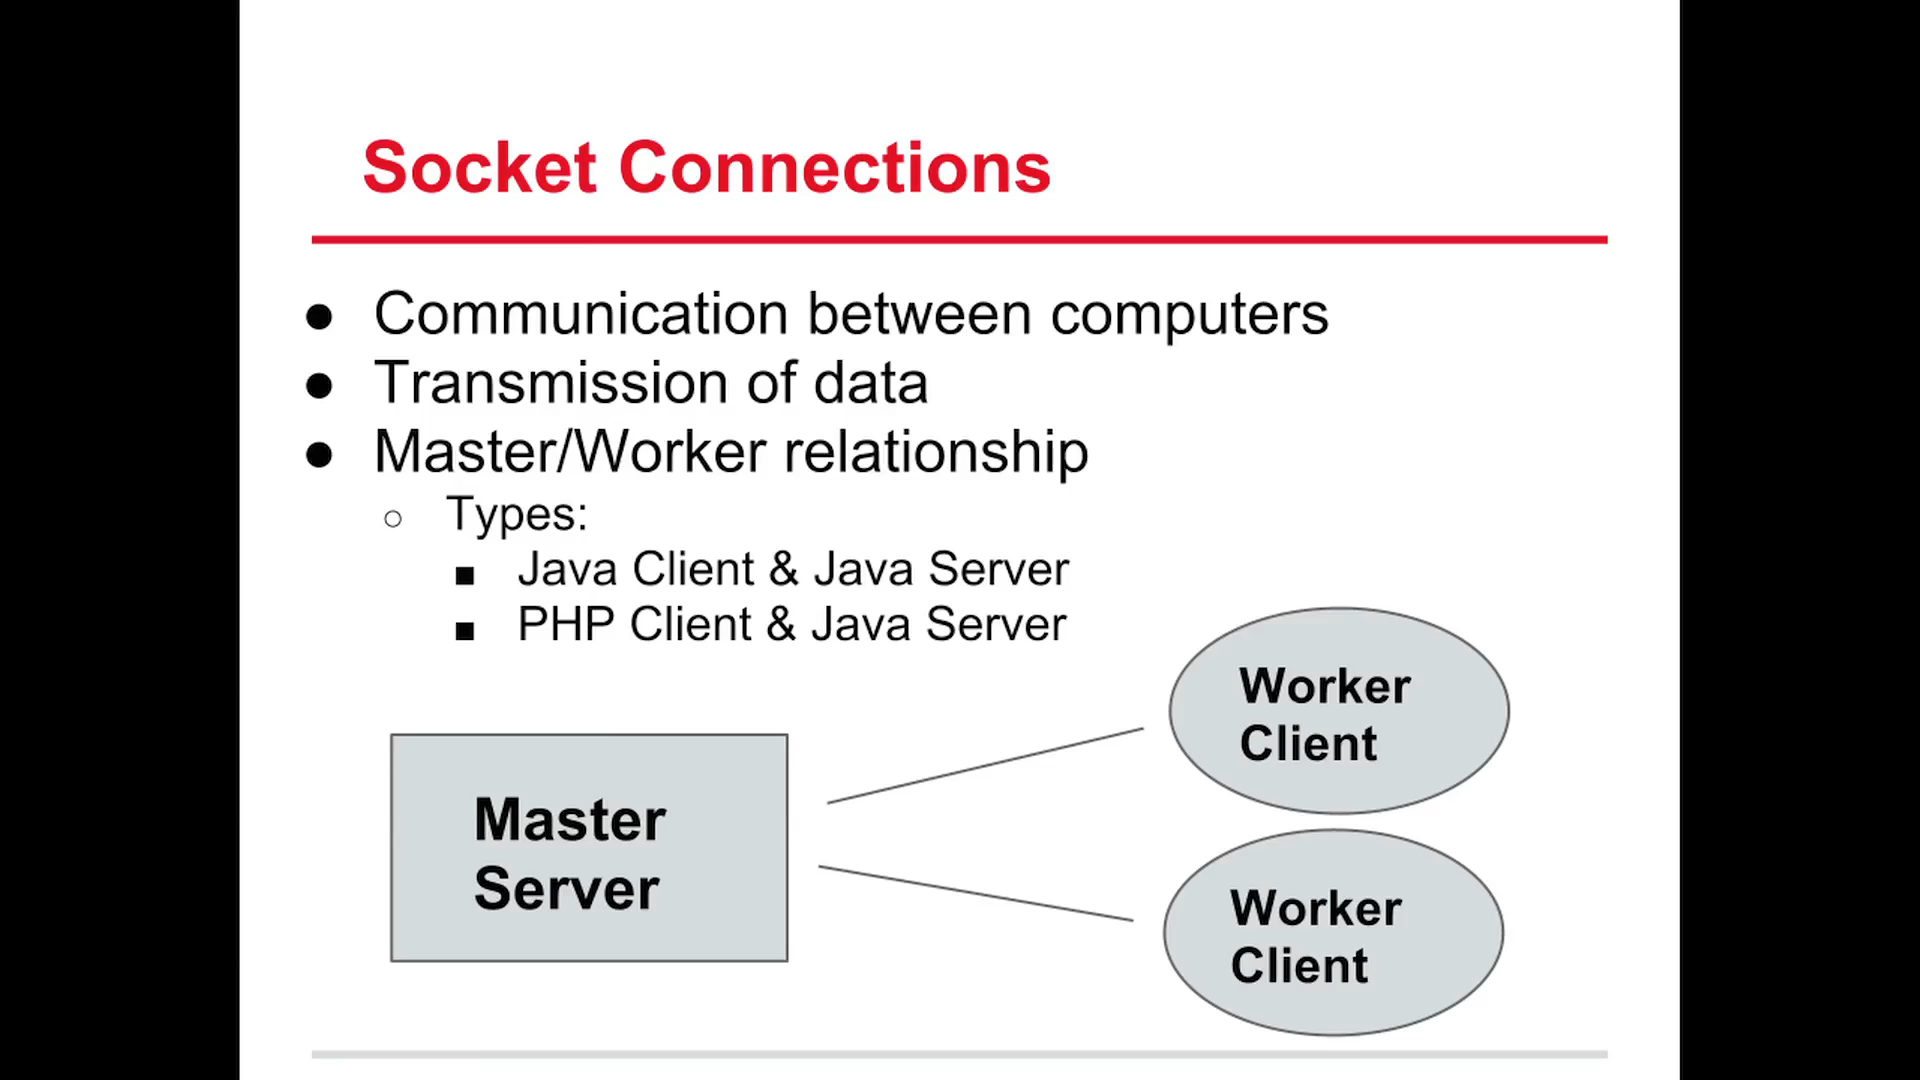 Socket Connections
● Communication between computers
● Transmission of data
● Master/Worker relationship
○ Types:
■ Java Client & Java Server
■ PHP Client & Java Server
Worker
Client
Master
Server
Worker
Client